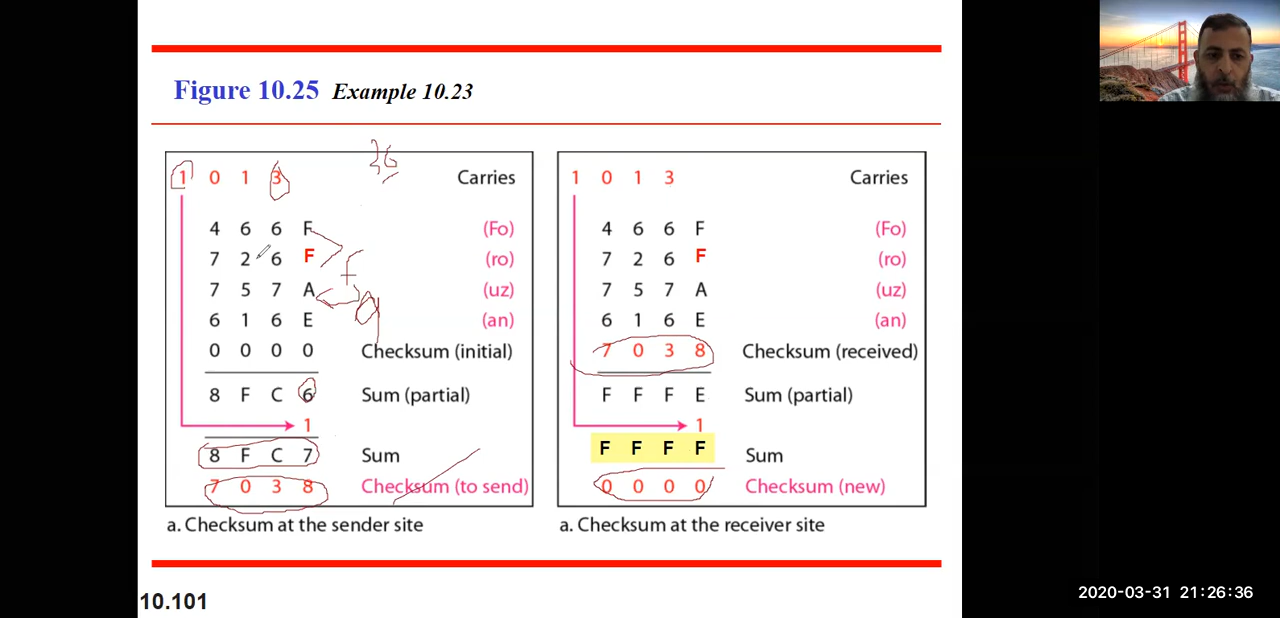 Figure 10.25 Example 10.23
36
1 0 1 3 Carries
4 6 6 F (Fo)
7 2 6 F (ro)
7 5 7 A (uz)
6 1 6 E (an)
0 0 0 0 Checksum (initial)
8 F C 6 Sum (partial)
1
8 F C 7 Sum
7 0 3 8 Checksum (to send)
a. Checksum at the sender site
1 0 1 3 Carries
4 6 6 F (Fo)
7 2 6 F (ro)
7 5 7 A (uz)
6 1 6 E (an)
7 0 3 8 Checksum (received)
F F F E Sum (partial)
1
F F F F Sum
0 0 0 0 Checksum (new)
a. Checksum at the receiver site
10.101
2020-03-31 21:26:36